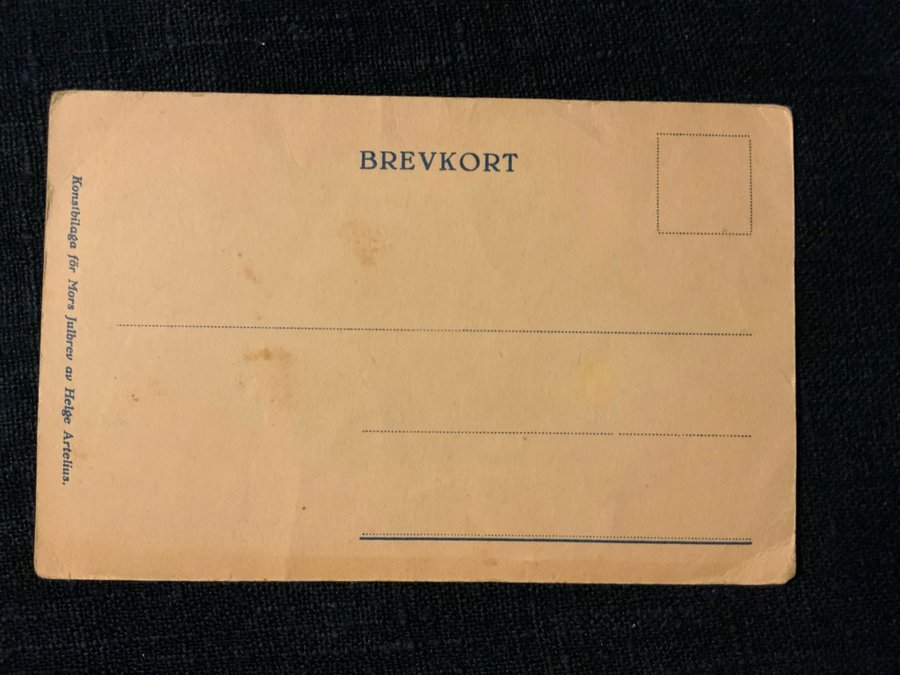 BREVKORT
Konstbilaga för Mors Julbrev av Helge Artelius.